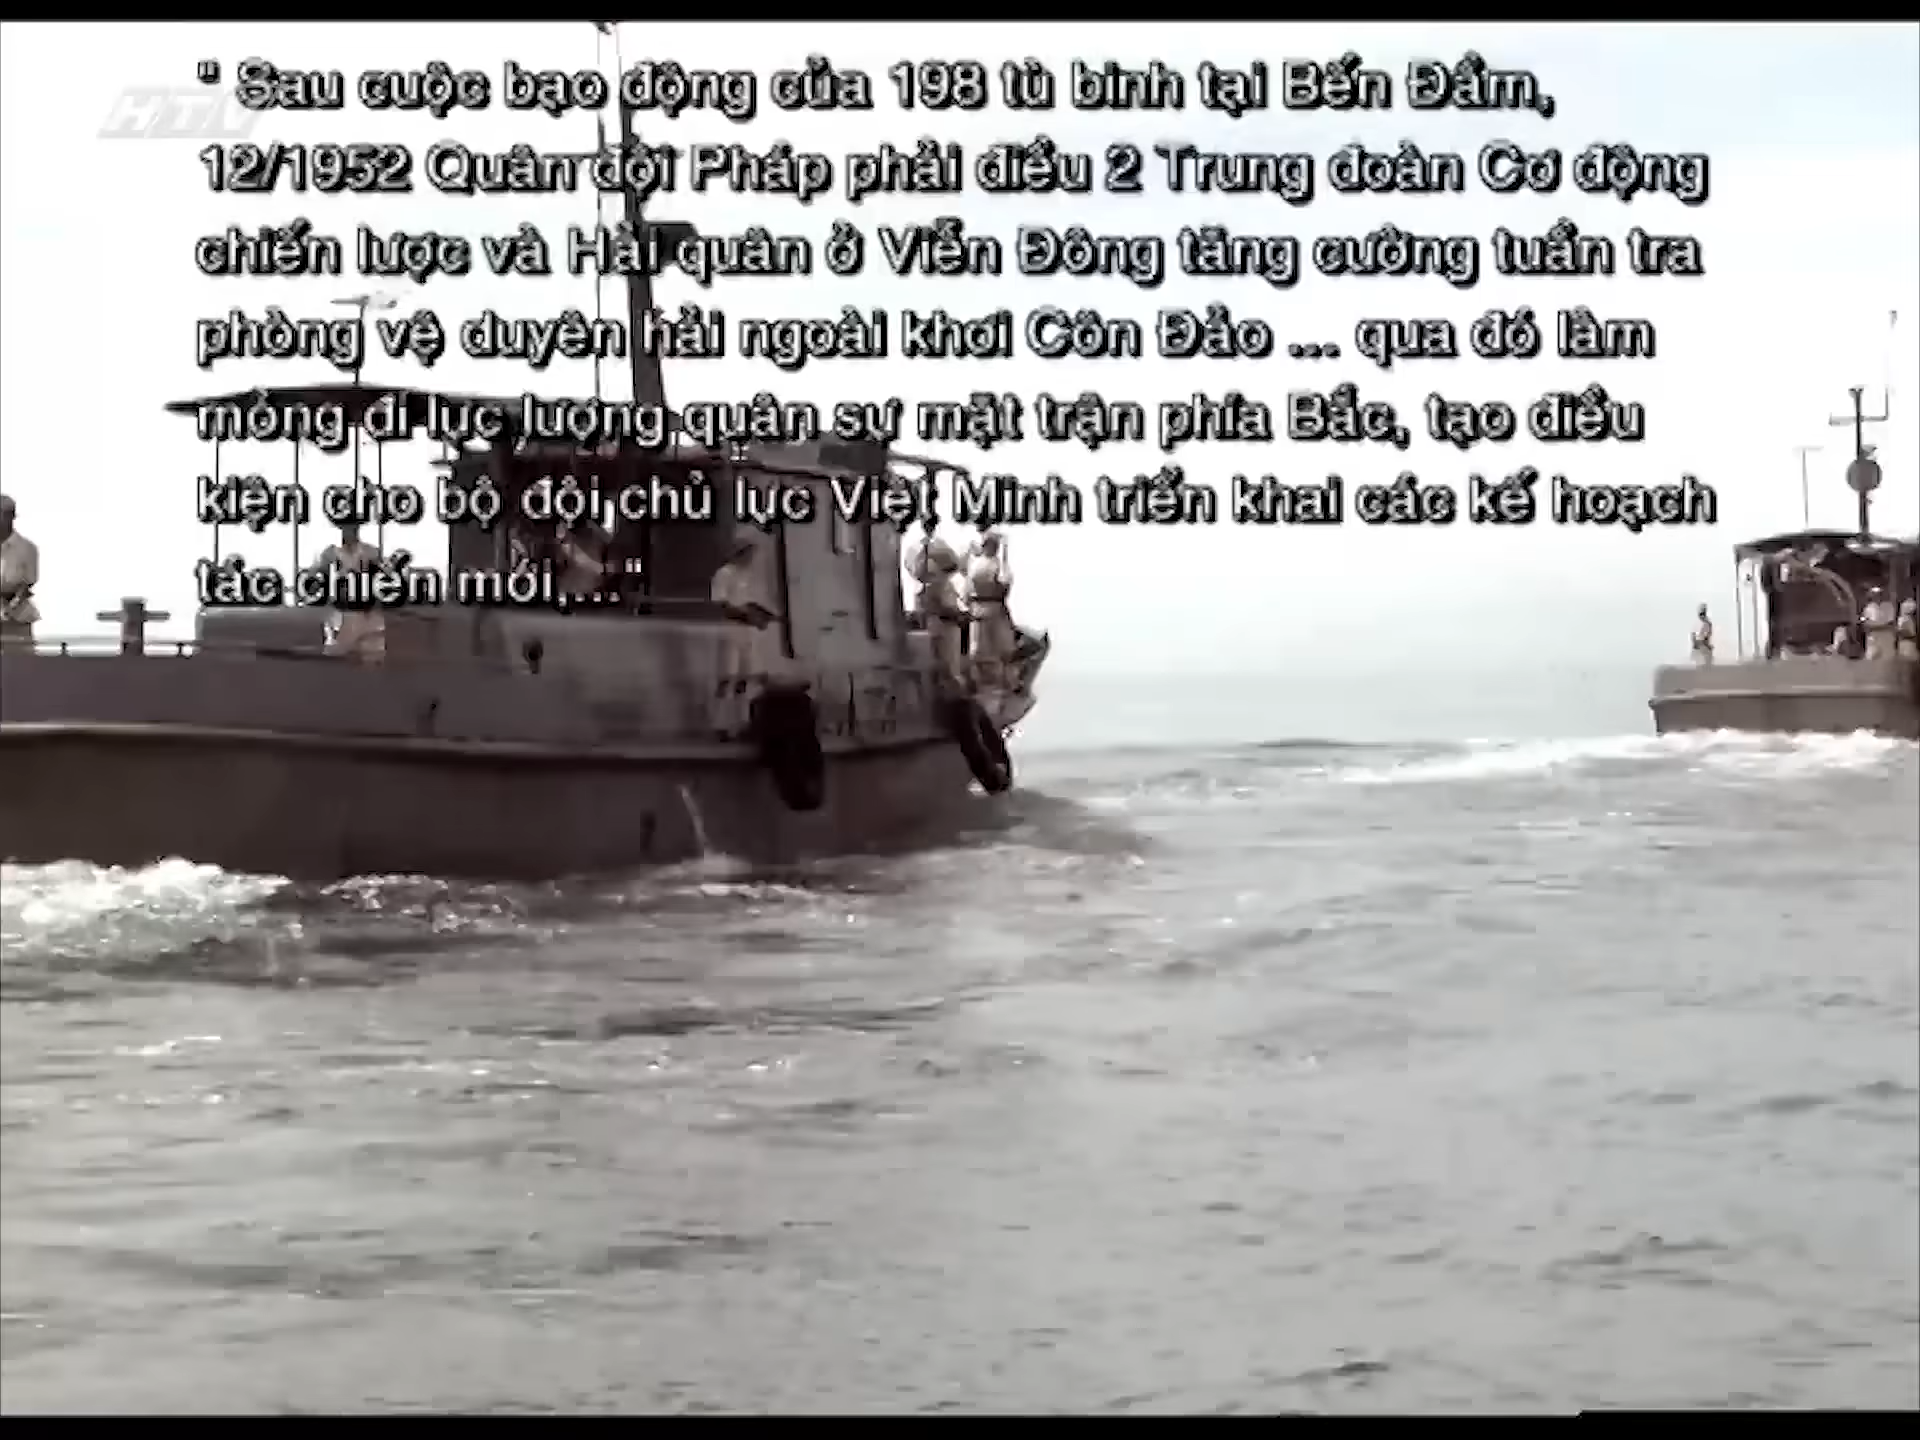 HTV
" Sau cuộc bạo động của 198 tù binh tại Bến Đầm,
12/1952 Quân đội Pháp phải điều 2 Trung đoàn Cơ động
chiến lược và Hải quân ở Viễn Đông tăng cường tuần tra
phòng vệ duyên hải ngoài khơi Côn Đảo ... qua đó làm
mỏng đi lực lượng quân sự mặt trận phía Bắc, tạo điều
kiện cho bộ đội chủ lực Việt Minh triển khai các kế hoạch
tác chiến mới,..."